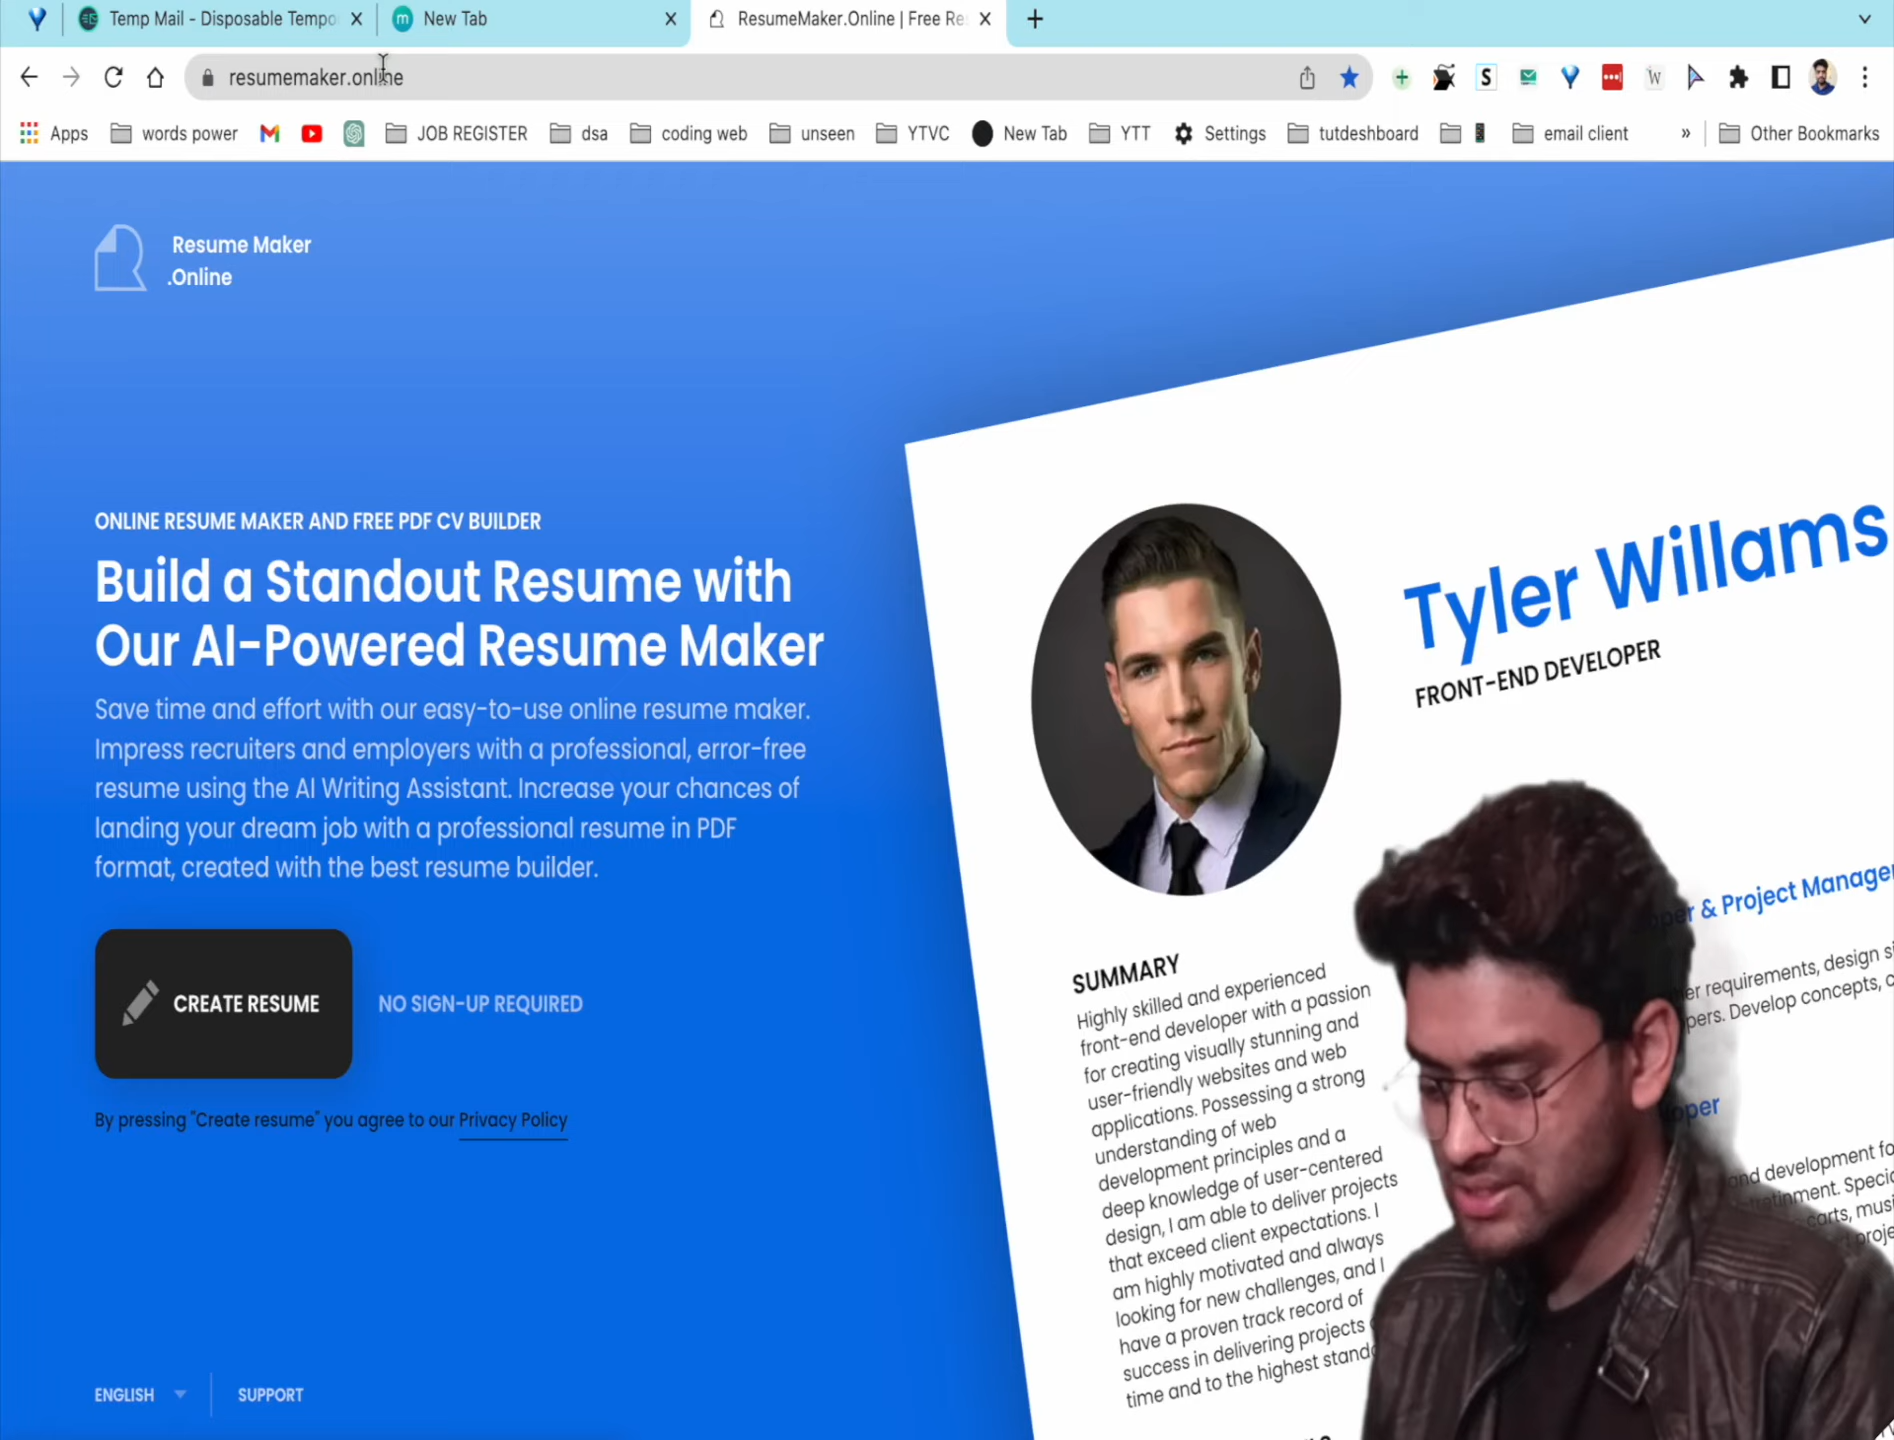 Temp Mail - Disposable Tempo
New Tab
ResumeMaker.Online | Free Re
resumemaker.online
Apps
words power
JOB REGISTER
dsa
coding web
unseen
YTVC
New Tab
YTT
Settings
tutdeshboard
email client
»
Other Bookmarks
Resume Maker
.Online
ONLINE RESUME MAKER AND FREE PDF CV BUILDER
Build a Standout Resume with
Our AI-Powered Resume Maker
Save time and effort with our easy-to-use online resume maker.
Impress recruiters and employers with a professional, error-free
resume using the AI Writing Assistant. Increase your chances of
landing your dream job with a professional resume in PDF
format, created with the best resume builder.
CREATE RESUME
NO SIGN-UP REQUIRED
By pressing "Create resume" you agree to our Privacy Policy
ENGLISH
SUPPORT
Tyler Willams
FRONT-END DEVELOPER
SUMMARY
Highly skilled and experienced
front-end developer with a passion
for creating visually stunning and
user-friendly websites and web
applications. Possessing a strong
understanding of web
development principles and a
deep knowledge of user-centered
design, I am able to deliver projects
that exceed client expectations. I
am highly motivated and always
looking for new challenges, and I
have a proven track record of
success in delivering projects
time and to the highest stand
& Project Manager
requirements, design
Develop concepts,
and development
carts,